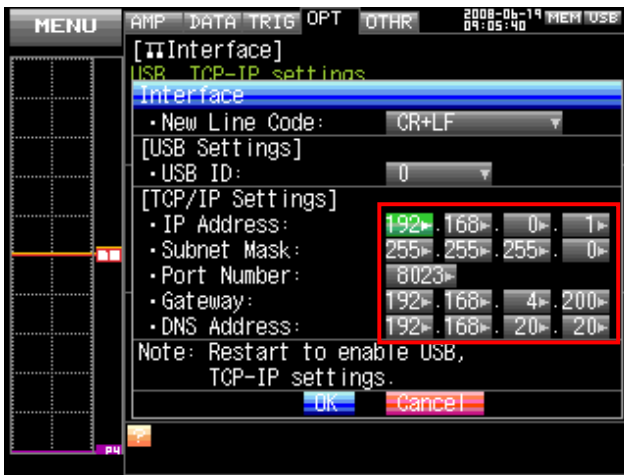 MENU AMP DATA TRIG OPT OTHR 2008-06-19 09:05:40 MEM USB
[Interface]
USB, TCP-IP settings
Interface
・New Line Code: CR+LF
[USB Settings]
・USB ID: 0
[TCP/IP Settings]
・IP Address: 192. 168. 0. 1
・Subnet Mask: 255. 255. 255. 0
・Port Number: 8023
・Gateway: 192. 168. 4. 200
・DNS Address: 192. 168. 20. 20
Note: Restart to enable USB,
TCP-IP settings.
OK Cancel
?